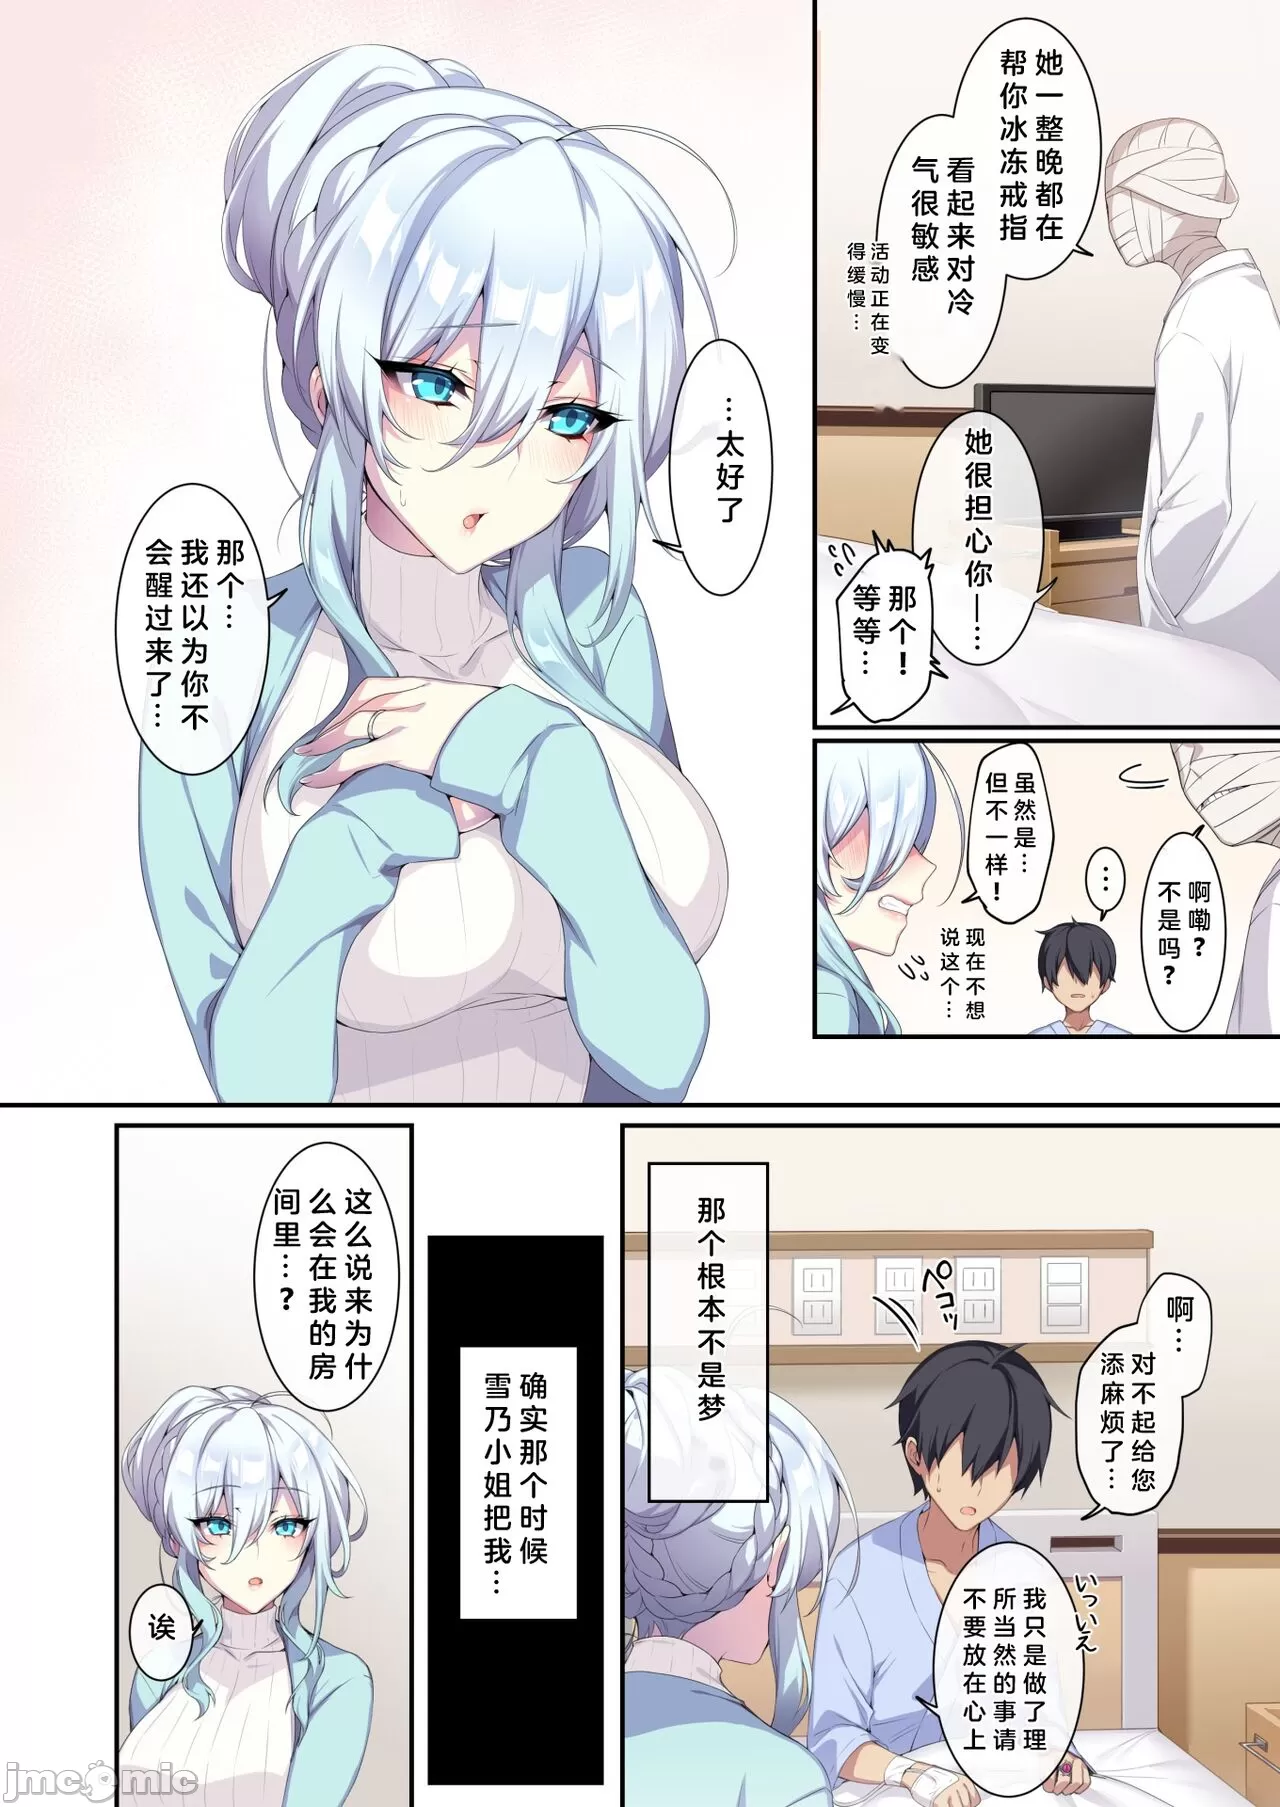 她一整晚都在
帮你冰冻戒指
看起来对冷
气很敏感
活动正在变
得缓慢…
她很担心你——…
那个！
等等…
…太好了
那个…
我还以为你不
会醒过来了…
啊嘞？
不是吗？
…
虽然是…
但不一样！
现在不想
说这个…
啊…
对不起给您
添麻烦了…
ペコッ
那个根本不是梦
いっいえ
我只是做了理
所当然的事请
不要放在心上
确实那个时候
雪乃小姐把我…
这么说来为什
么会在我的房
间里…？
诶
jmcomic